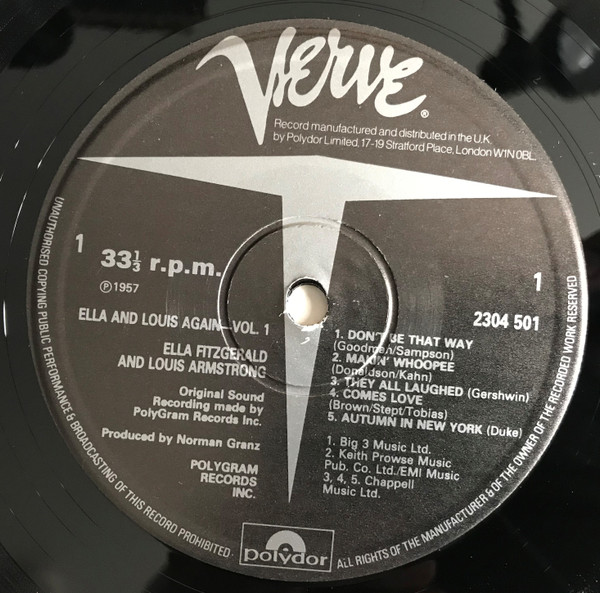 Verve®
Record manufactured and distributed in the U.K.
by Polydor Limited, 17-19 Stratford Place, London W1N 0BL.
1
33⅓ r.p.m.
℗1957
ELLA AND LOUIS AGAIN—VOL. 1
ELLA FITZGERALD
AND LOUIS ARMSTRONG
Original Sound
Recording made by
PolyGram Records Inc.
Produced by Norman Granz
POLYGRAM
RECORDS
INC.
1
2304 501
1. DON'T BE THAT WAY
(Goodman/Sampson)
2. MAKIN' WHOOPEE
(Donaldson/Kahn)
3. THEY ALL LAUGHED (Gershwin)
4. COMES LOVE
(Brown/Stept/Tobias)
5. AUTUMN IN NEW YORK (Duke)
1. Big 3 Music Ltd.
2. Keith Prowse Music
Pub. Co. Ltd./EMI Music
3, 4, 5. Chappell
Music Ltd.
UNAUTHORISED COPYING PUBLIC PERFORMANCE & BROADCASTING OF THIS RECORD PROHIBITED·
polydor
ALL RIGHTS OF THE MANUFACTURER & OF THE OWNER OF THE RECORDED WORK RESERVED